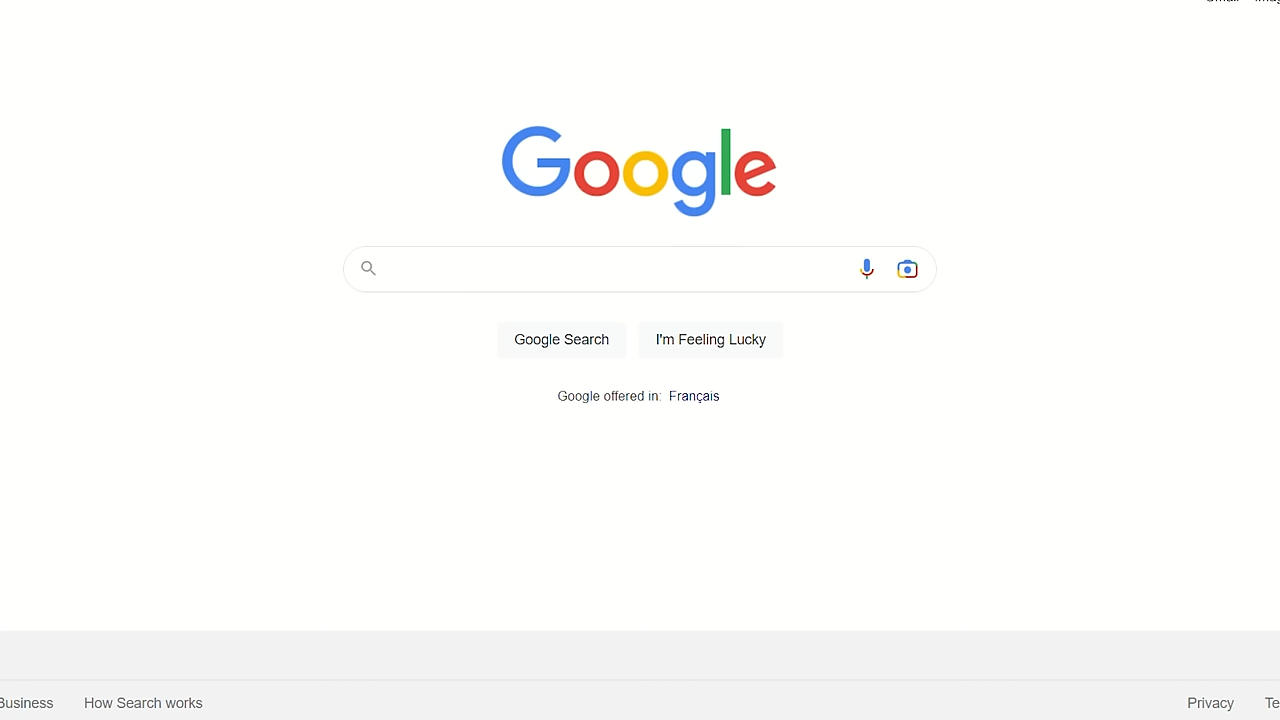 Google
Google Search
I'm Feeling Lucky
Google offered in: Français
Business
How Search works
Privacy